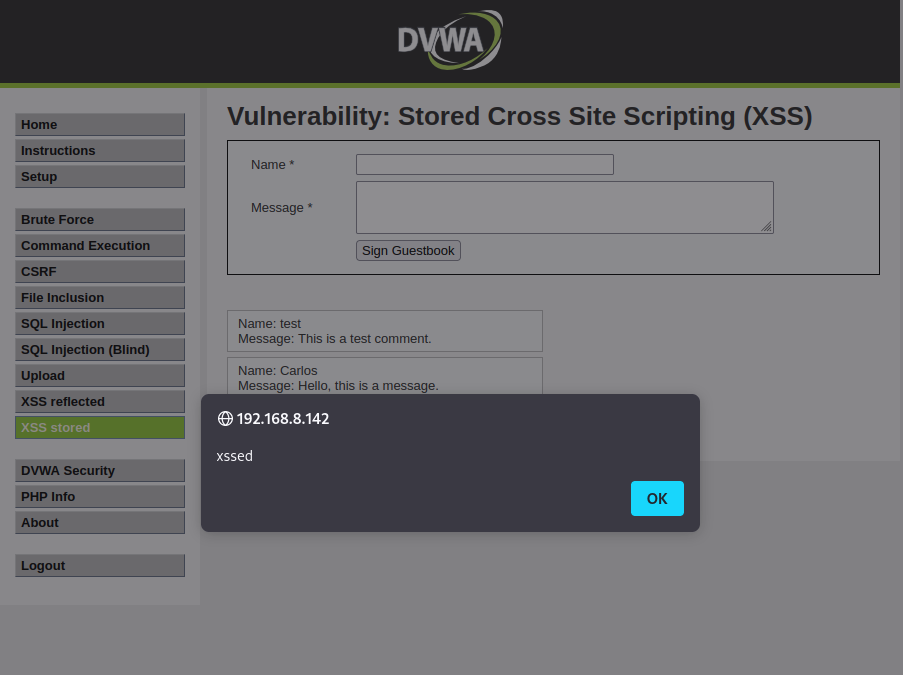 DVWA
Home
Instructions
Setup
Brute Force
Command Execution
CSRF
File Inclusion
SQL Injection
SQL Injection (Blind)
Upload
XSS reflected
XSS stored
DVWA Security
PHP Info
About
Logout
Vulnerability: Stored Cross Site Scripting (XSS)
Name *
Message *
Sign Guestbook
Name: test
Message: This is a test comment.
Name: Carlos
Message: Hello, this is a message.
192.168.8.142
xssed
OK